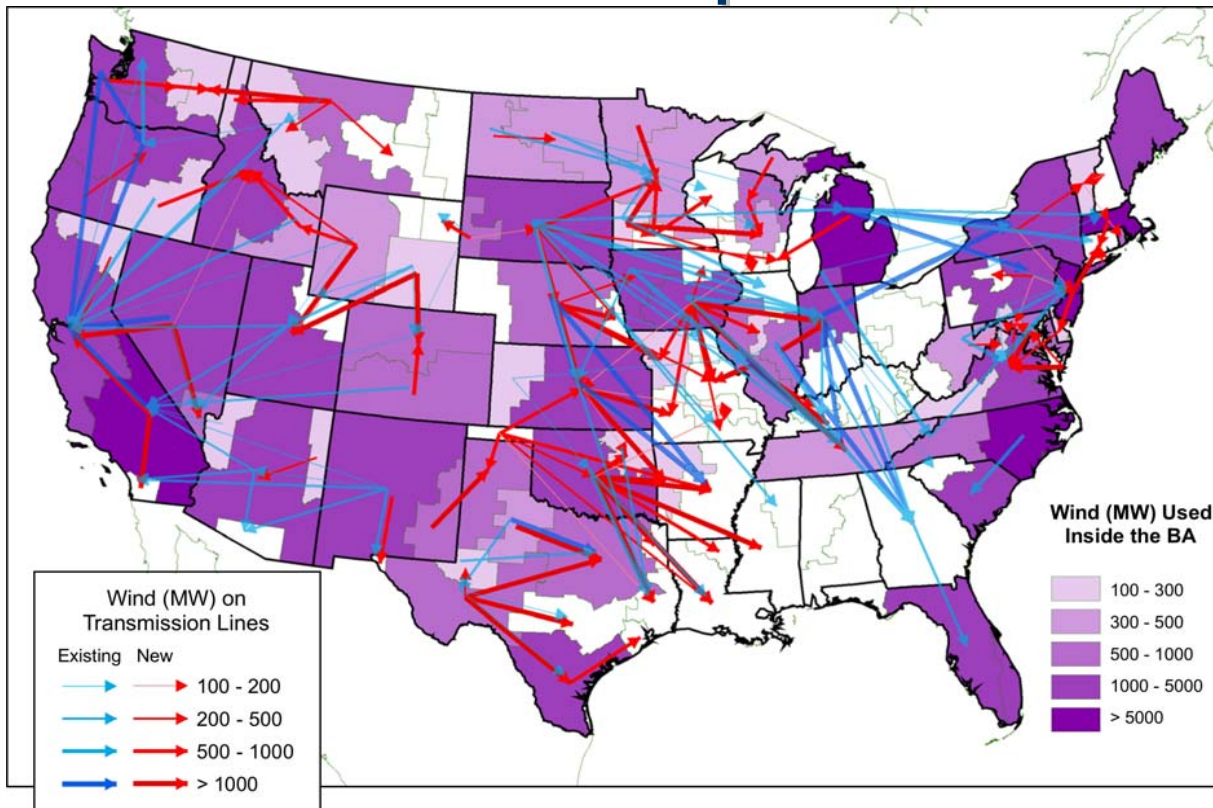 Wind (MW) on
Transmission Lines
Existing New
100 - 200
200 - 500
500 - 1000
> 1000
Wind (MW) Used
Inside the BA
100 - 300
300 - 500
500 - 1000
1000 - 5000
> 5000